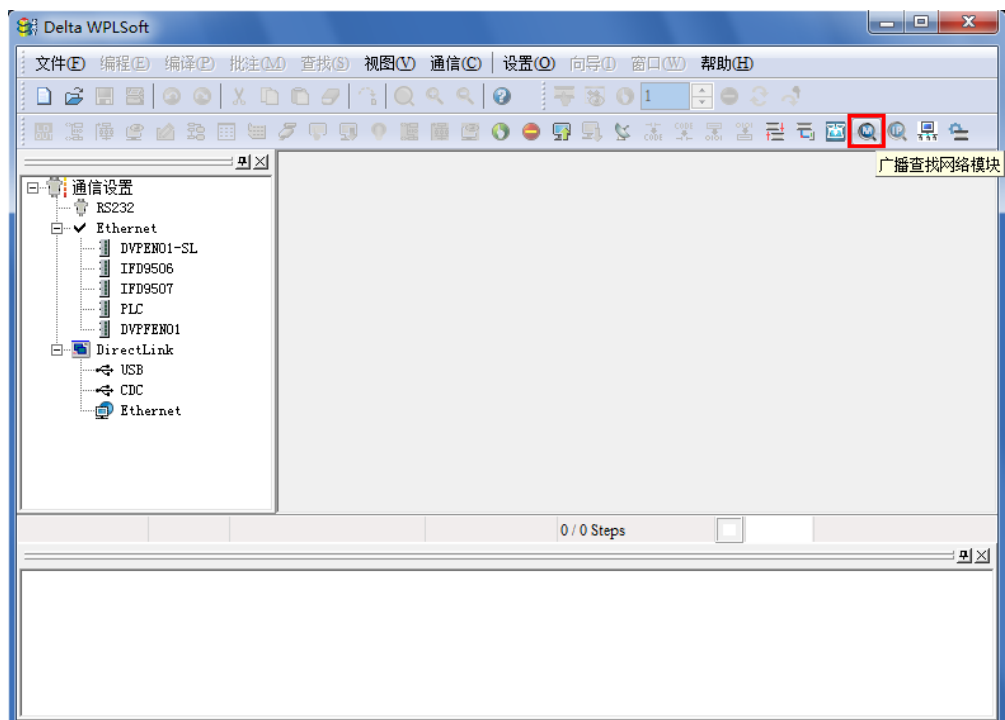 Delta WPLSoft
文件(F) 编程(E) 编译(P) 批注(M) 查找(S) 视图(V) 通信(C) 设置(O) 向导(I) 窗口(W) 帮助(H)
1
广播查找网络模块
通信设置
RS232
Ethernet
DVPEN01-SL
IFD9506
IFD9507
PLC
DVPFEN01
DirectLink
USB
CDC
Ethernet
0 / 0 Steps